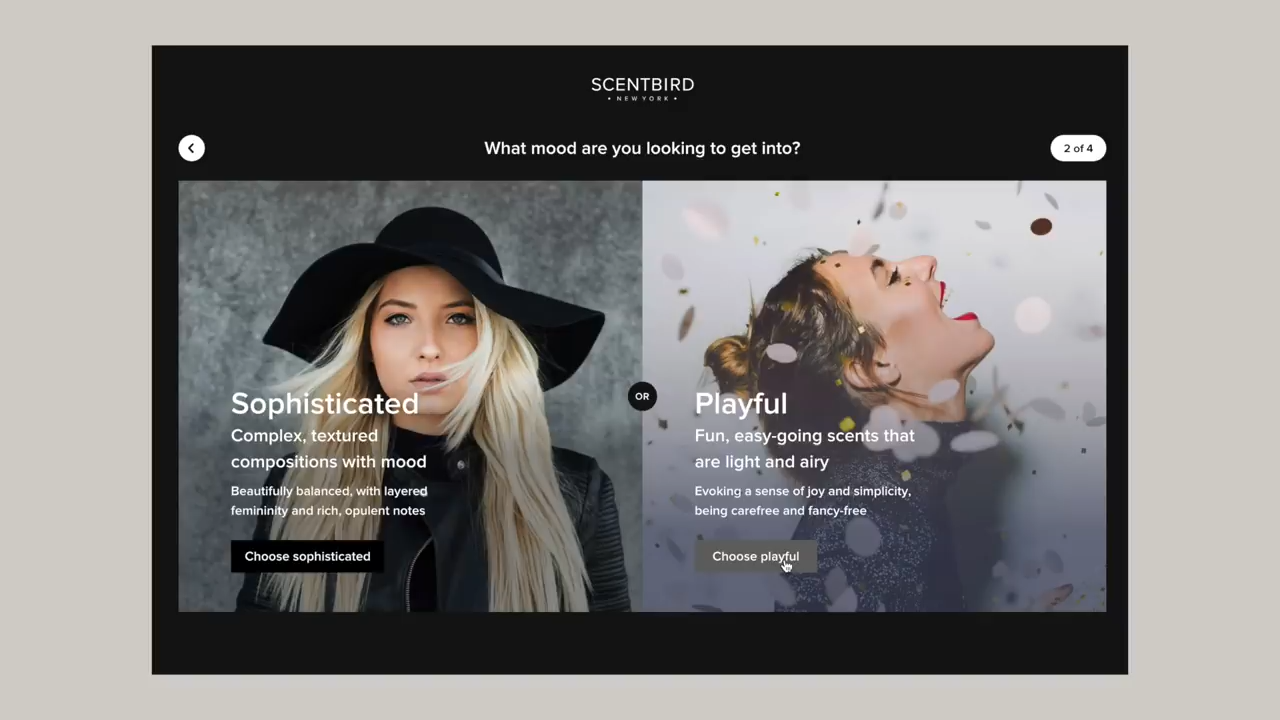 SCENTBIRD
• NEW YORK •
What mood are you looking to get into?
2 of 4
Sophisticated
Complex, textured
compositions with mood
Beautifully balanced, with layered
femininity and rich, opulent notes
Choose sophisticated
OR
Playful
Fun, easy-going scents that
are light and airy
Evoking a sense of joy and simplicity,
being carefree and fancy-free
Choose playful